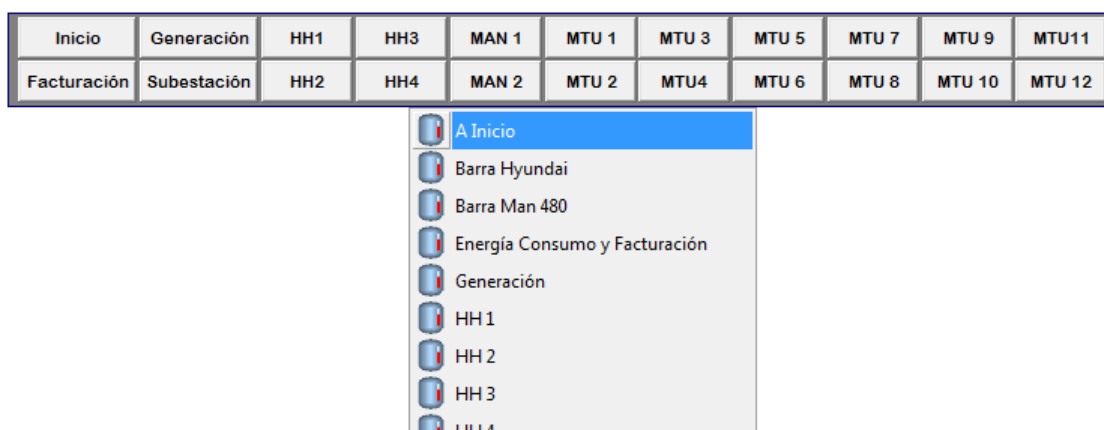 Inicio Generación HH1 HH3 MAN 1 MTU 1 MTU 3 MTU 5 MTU 7 MTU 9 MTU11
Facturación Subestación HH2 HH4 MAN 2 MTU 2 MTU4 MTU 6 MTU 8 MTU 10 MTU 12
A Inicio
Barra Hyundai
Barra Man 480
Energía Consumo y Facturación
Generación
HH 1
HH 2
HH 3
HH 4